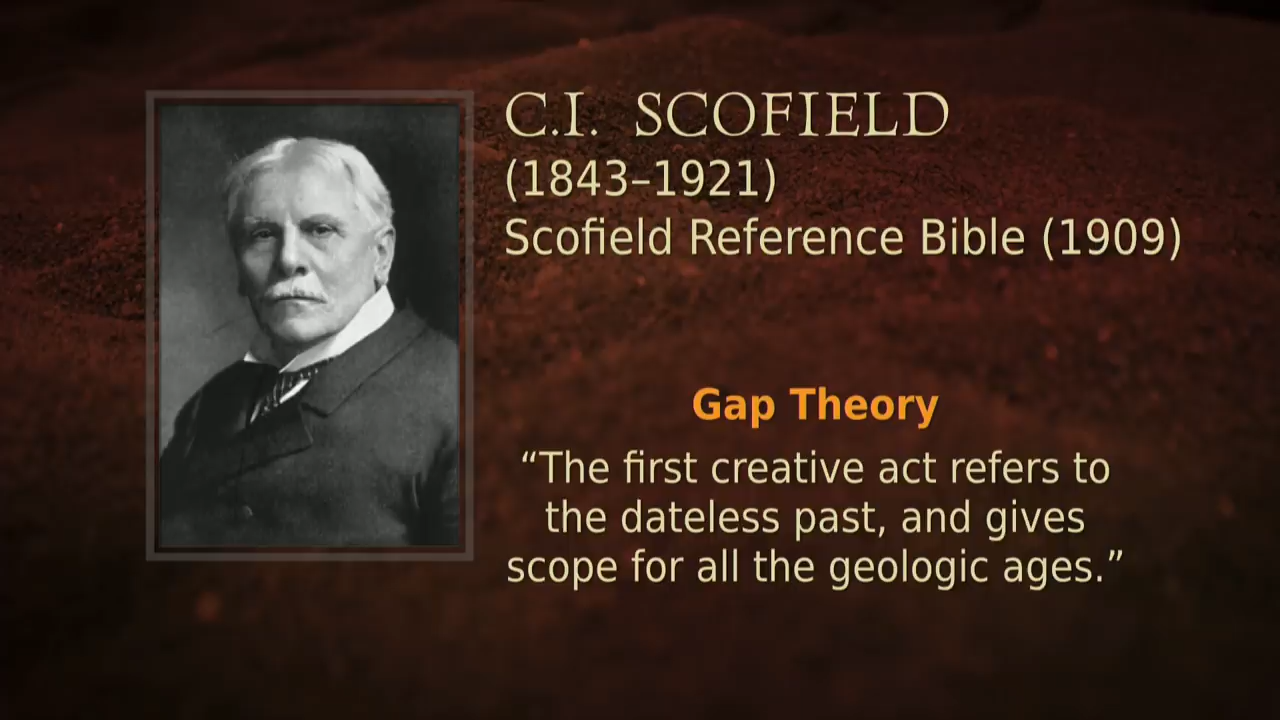 C.I. SCOFIELD
(1843–1921)
Scofield Reference Bible (1909)
Gap Theory
“The first creative act refers to
the dateless past, and gives
scope for all the geologic ages.”